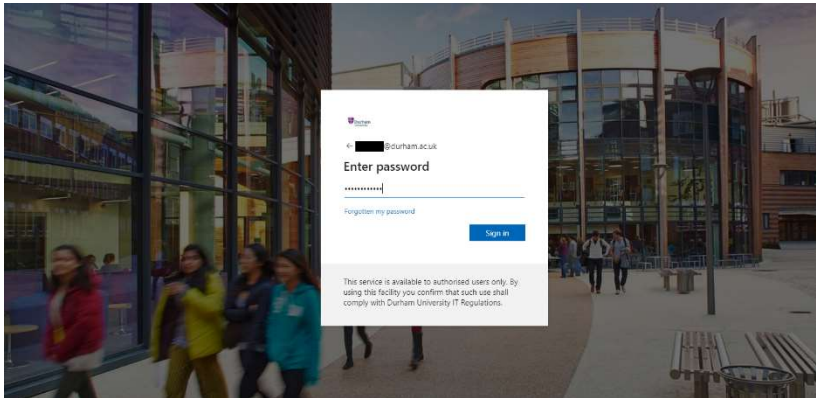 Durham
← @durham.ac.uk
Enter password
••••••••••••
Forgotten my password
Sign in
This service is available to authorised users only. By
using this facility you confirm that such use shall
comply with Durham University IT Regulations.